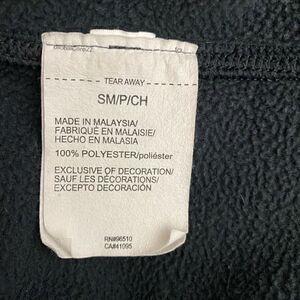 TEAR AWAY
SM/P/CH
MADE IN MALAYSIA/
FABRIQUÉ EN MALAISIE/
HECHO EN MALASIA
100% POLYESTER/poliéster
EXCLUSIVE OF DECORATION/
SAUF LES DÉCORATIONS/
EXCEPTO DECORACIÓN
RN#96510
CA#41095